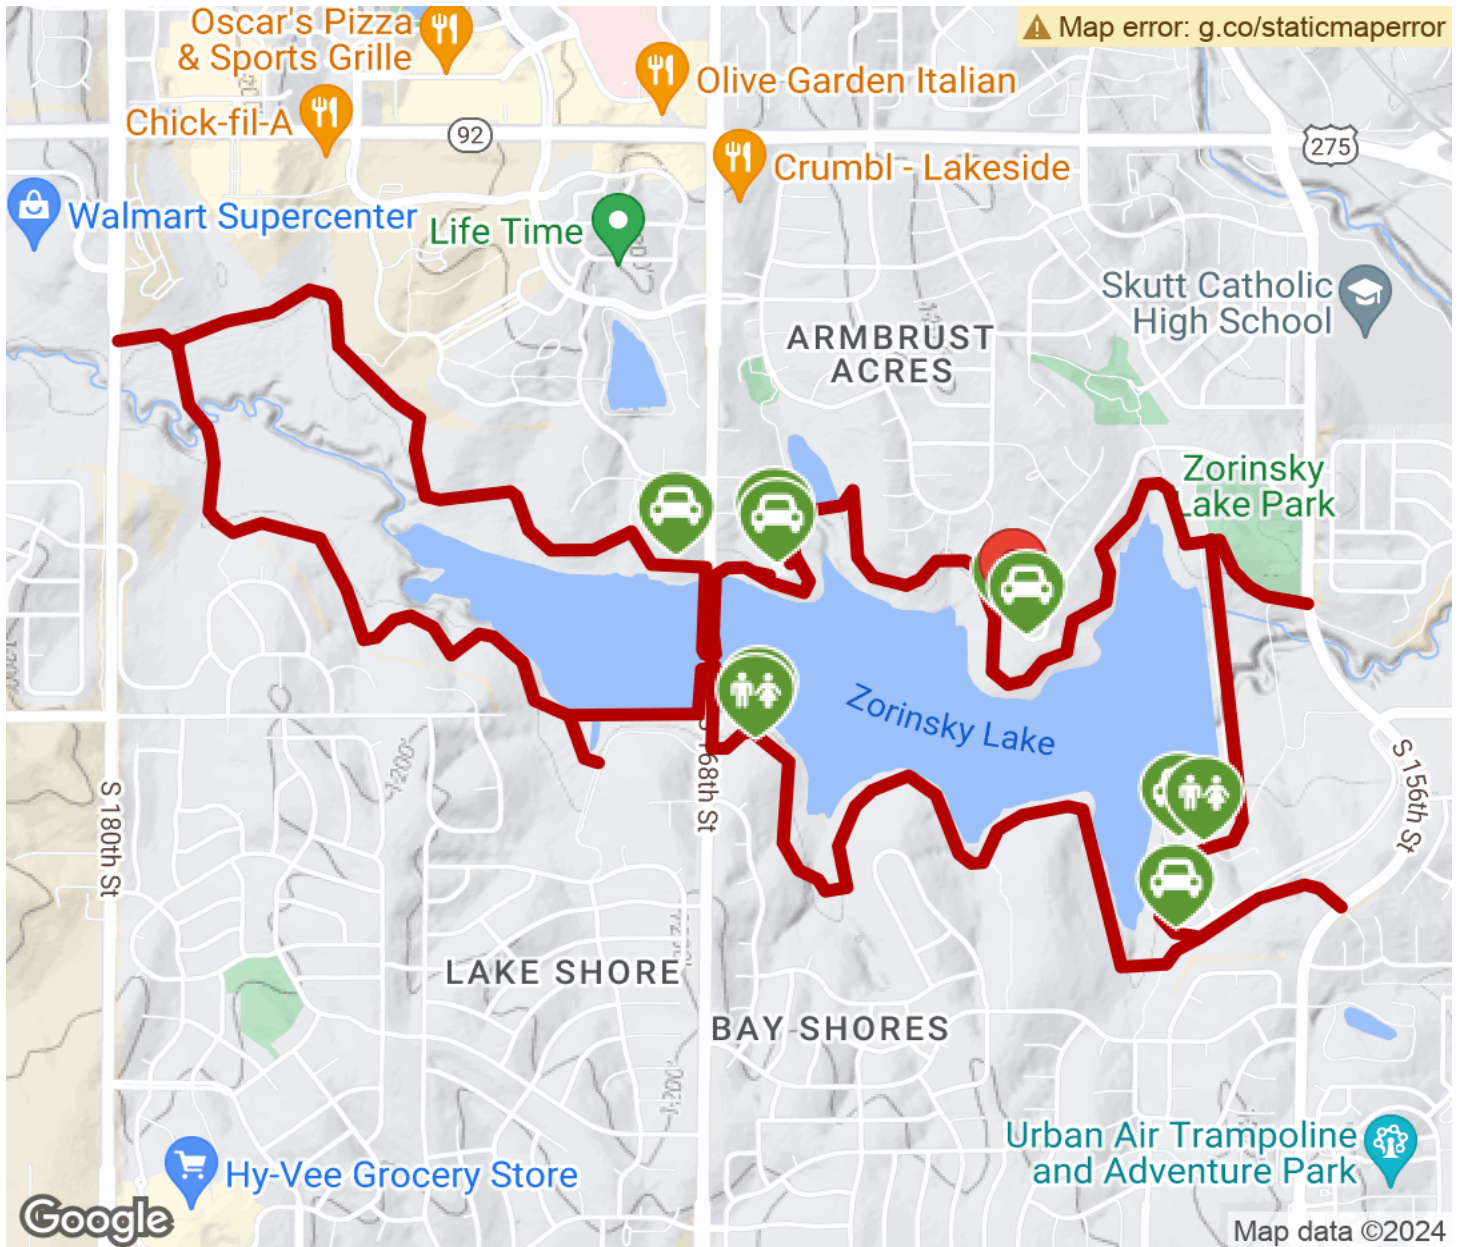 Oscar's Pizza
& Sports Grille
Map error: g.co/staticmaperror
Olive Garden Italian
Chick-fil-A
92
275
Crumbl - Lakeside
Walmart Supercenter
Life Time
Skutt Catholic
High School
ARMBRUST
ACRES
Zorinsky
Lake Park
Zorinsky Lake
S 168th St
S 156th St
S 180th St
1200'
LAKE SHORE
BAY SHORES
1200'
Urban Air Trampoline
and Adventure Park
Hy-Vee Grocery Store
Google
Map data ©2024